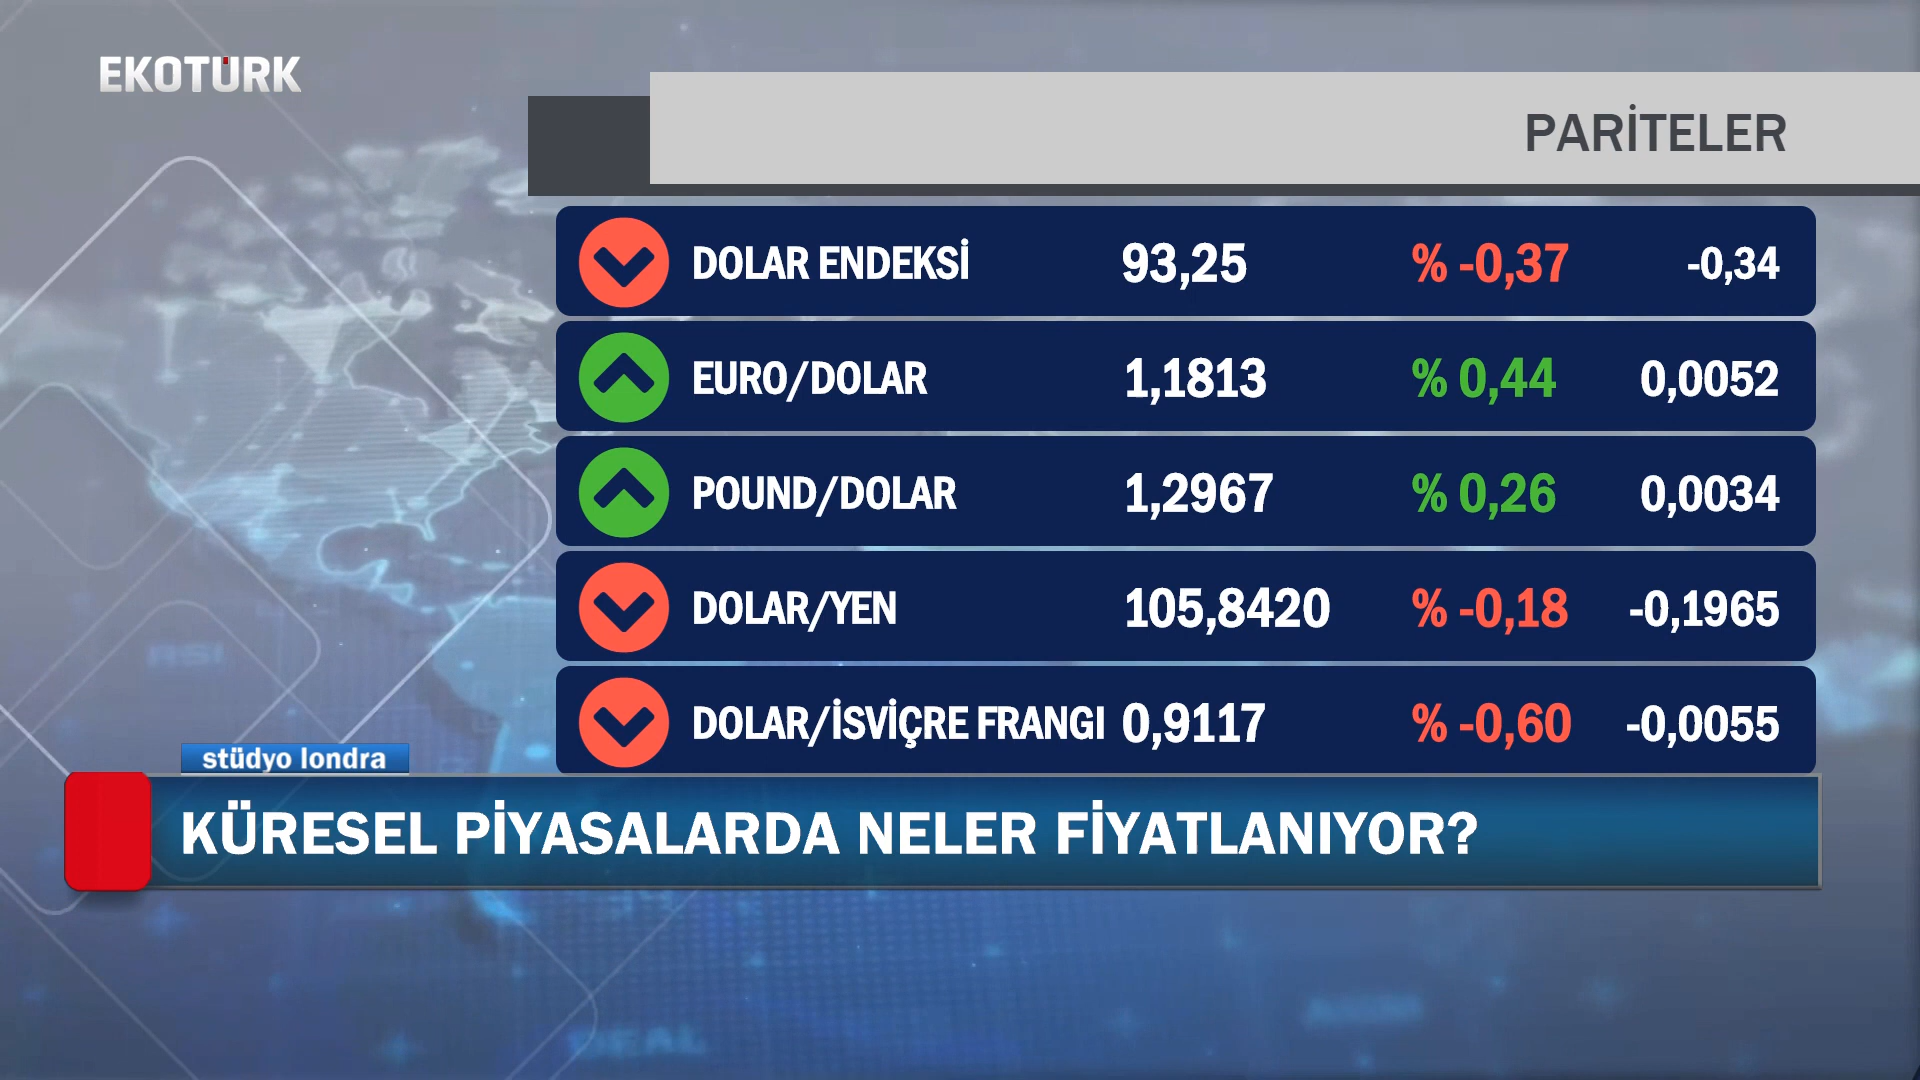 EKOTÜRK
PARİTELER
DOLAR ENDEKSİ 93,25 % -0,37 -0,34
EURO/DOLAR 1,1813 % 0,44 0,0052
POUND/DOLAR 1,2967 % 0,26 0,0034
DOLAR/YEN 105,8420 % -0,18 -0,1965
DOLAR/İSVİÇRE FRANGI 0,9117 % -0,60 -0,0055
stüdyo londra
KÜRESEL PİYASALARDA NELER FİYATLANIYOR?